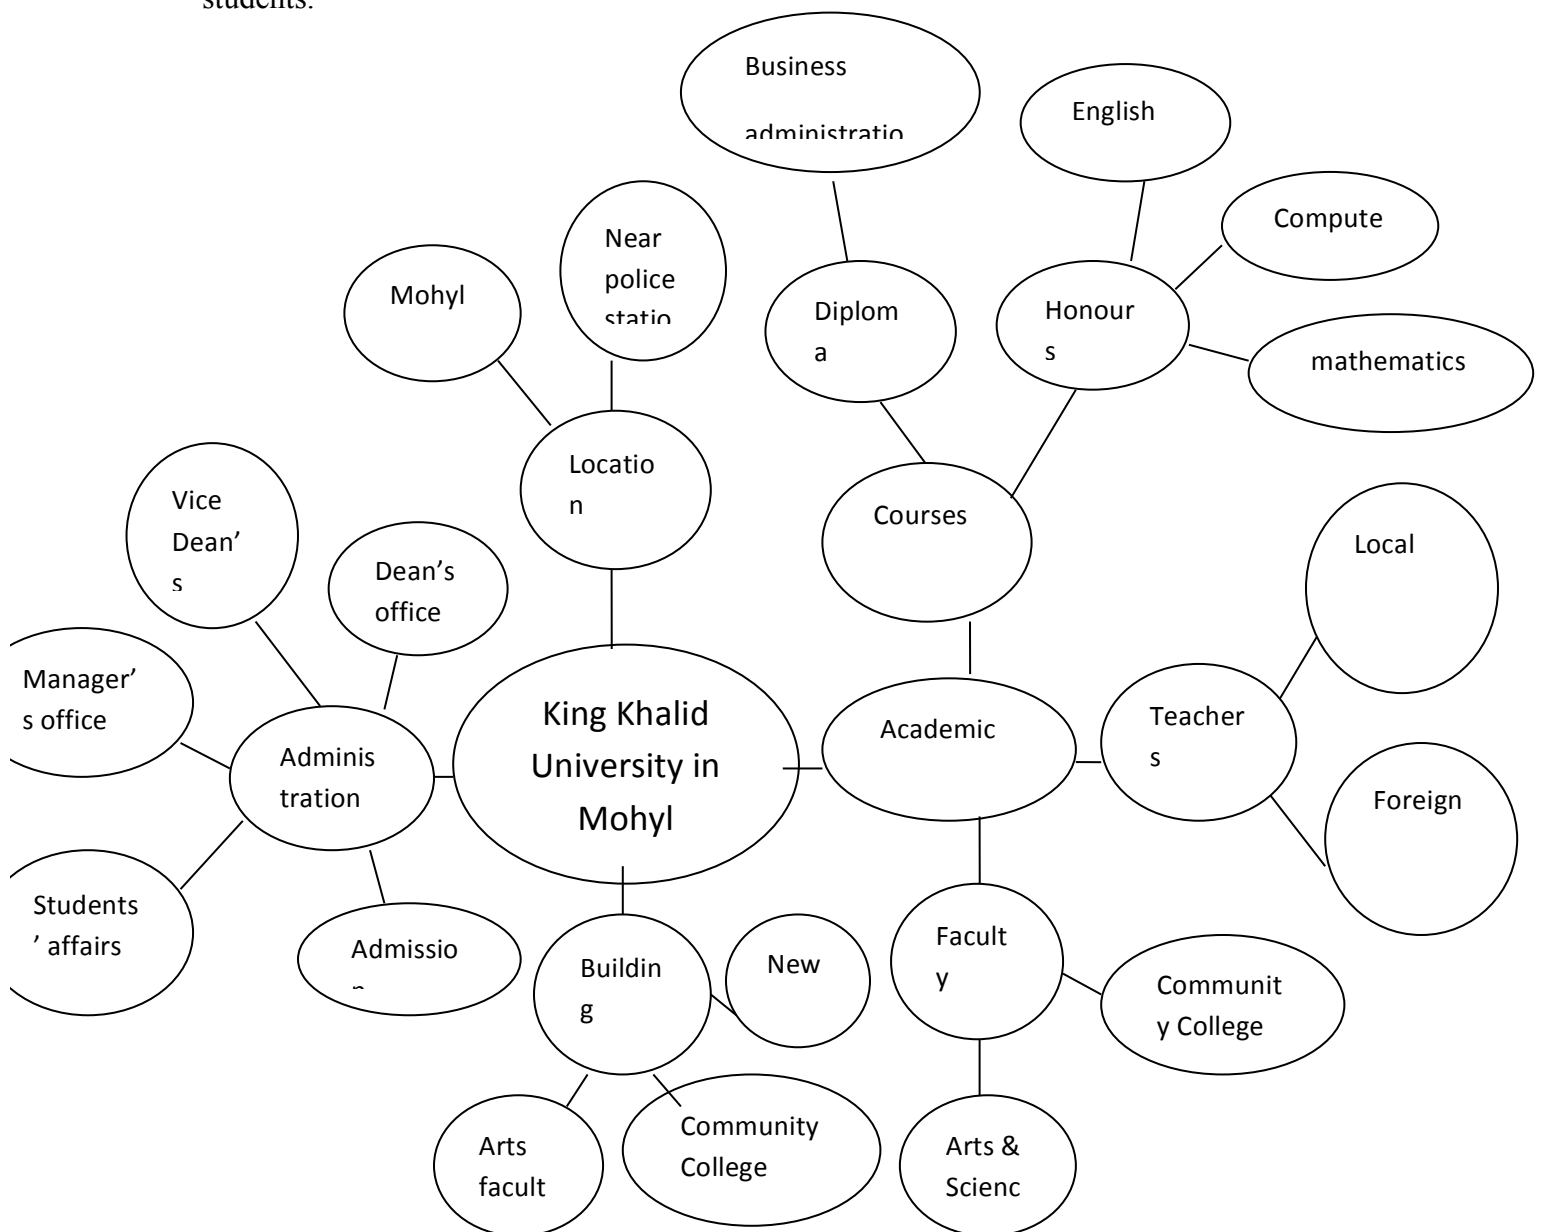 students.
Business
administratio
English
Compute
Near
police
statio
Mohyl
Diplom
a
Honour
s
mathematics
Locatio
n
Vice
Dean’
s
Courses
Local
Dean’s
office
Manager’
s office
King Khalid
University in
Mohyl
Academic
Teacher
s
Adminis
tration
Foreign
Students
’ affairs
Admissio
Buildin
g
New
Facult
y
Communit
y College
Arts
facult
Community
College
Arts &
Scienc